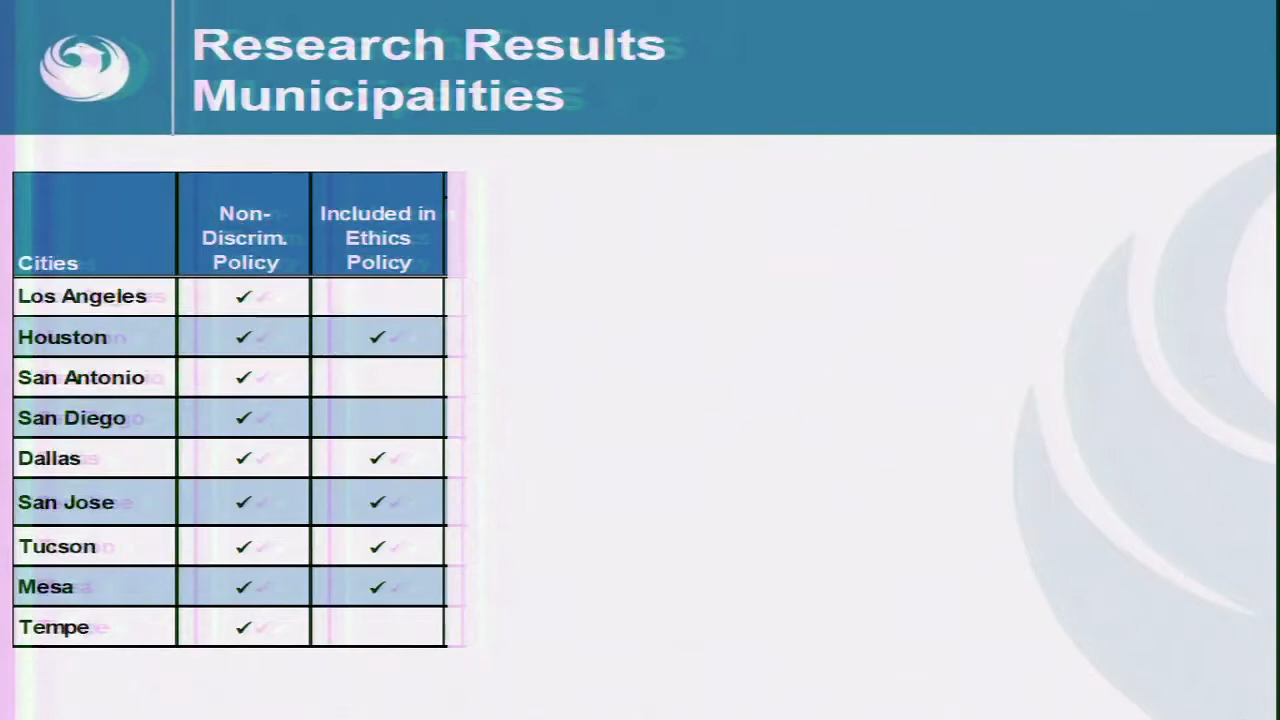 Research Results
Municipalities
Cities
Non-
Discrim.
Policy
Included in
Ethics
Policy
Los Angeles ✓
Houston ✓ ✓
San Antonio ✓
San Diego ✓
Dallas ✓ ✓
San Jose ✓ ✓
Tucson ✓ ✓
Mesa ✓ ✓
Tempe ✓